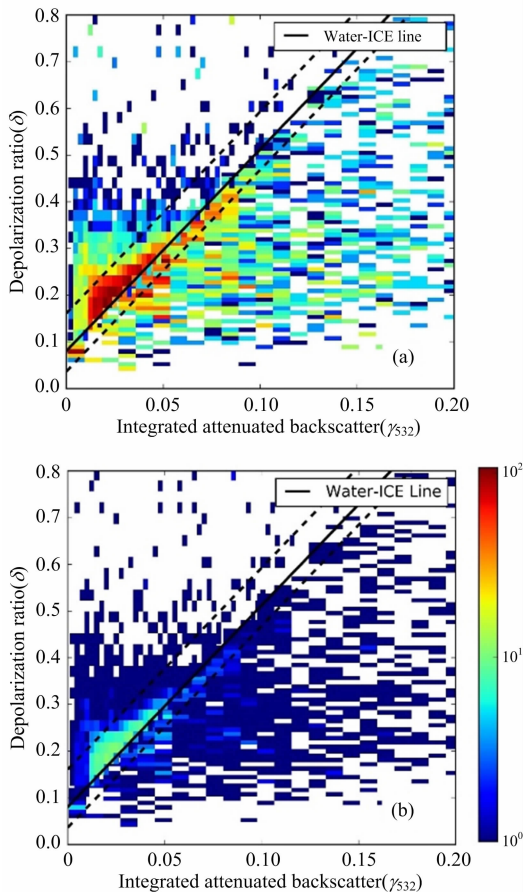 0.8
Water-ICE line
0.7
0.6
0.5
0.4
0.3
0.2
0.1
0.0
Depolarization ratio(δ)
(a)
0 0.05 0.10 0.15 0.20
Integrated attenuated backscatter(γ532)
0.8
Water-ICE Line
0.7
0.6
0.5
0.4
0.3
0.2
0.1
0.0
Depolarization ratio(δ)
(b)
0 0.05 0.10 0.15 0.20
Integrated attenuated backscatter(γ532)
10²
10¹
10⁰